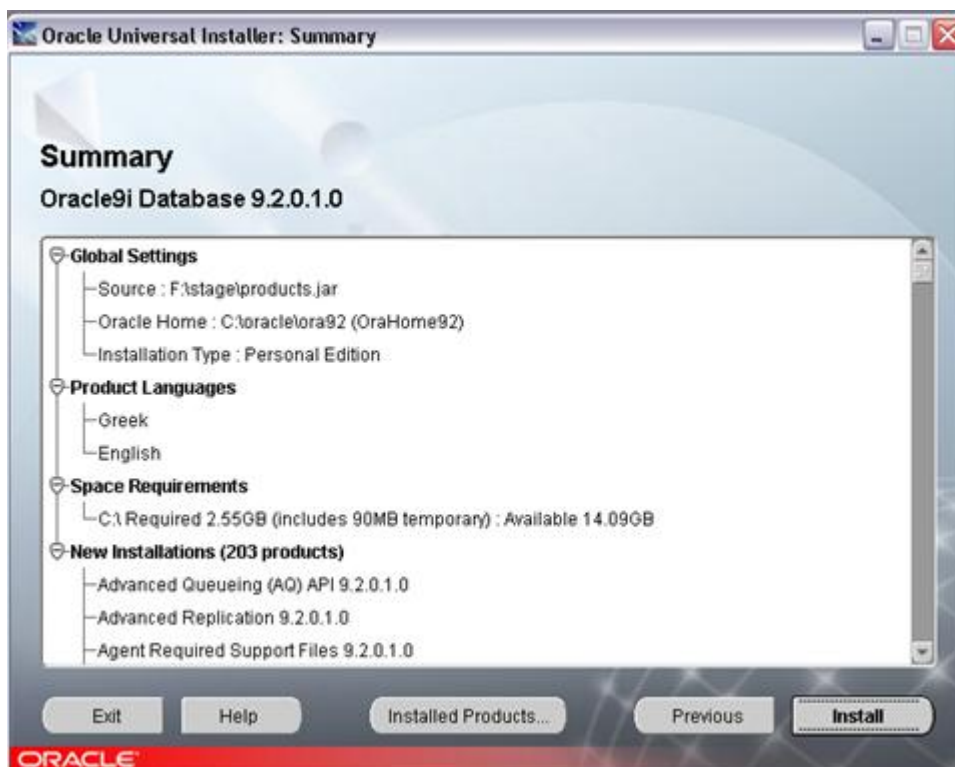 Oracle Universal Installer: Summary
Summary
Oracle9i Database 9.2.0.1.0
Global Settings
Source : F:\stage\products.jar
Oracle Home : C:\oracle\ora92 (OraHome92)
Installation Type : Personal Edition
Product Languages
Greek
English
Space Requirements
C:\ Required 2.55GB (includes 90MB temporary) : Available 14.09GB
New Installations (203 products)
Advanced Queueing (AQ) API 9.2.0.1.0
Advanced Replication 9.2.0.1.0
Agent Required Support Files 9.2.0.1.0
Exit Help Installed Products... Previous Install
ORACLE